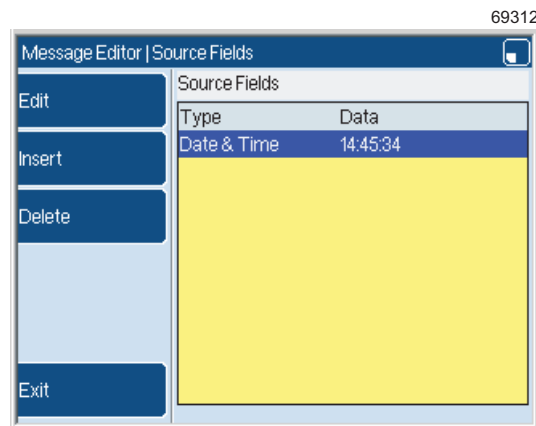 69312
Message Editor | Source Fields
Edit
Insert
Delete
Exit
Source Fields
Type Data
Date & Time 14:45:34